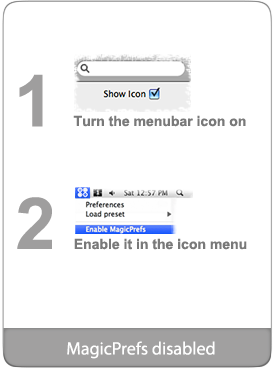 1
Show Icon
Turn the menubar icon on
2
Sat 12:57 PM
Preferences
Load preset
Enable MagicPrefs
Enable it in the icon menu
MagicPrefs disabled